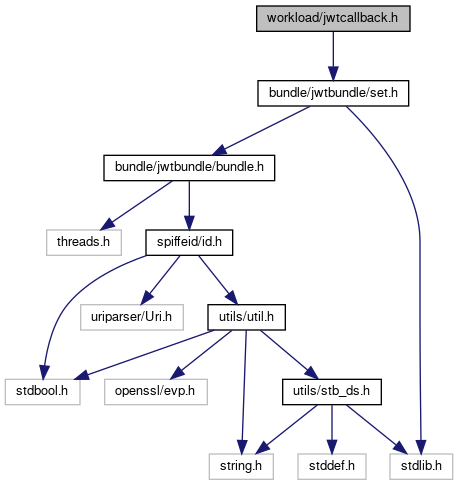 workload/jwtcallback.h
bundle/jwtbundle/set.h
bundle/jwtbundle/bundle.h
threads.h
spiffeid/id.h
uriparser/Uri.h
utils/util.h
stdbool.h
openssl/evp.h
utils/stb_ds.h
string.h
stddef.h
stdlib.h